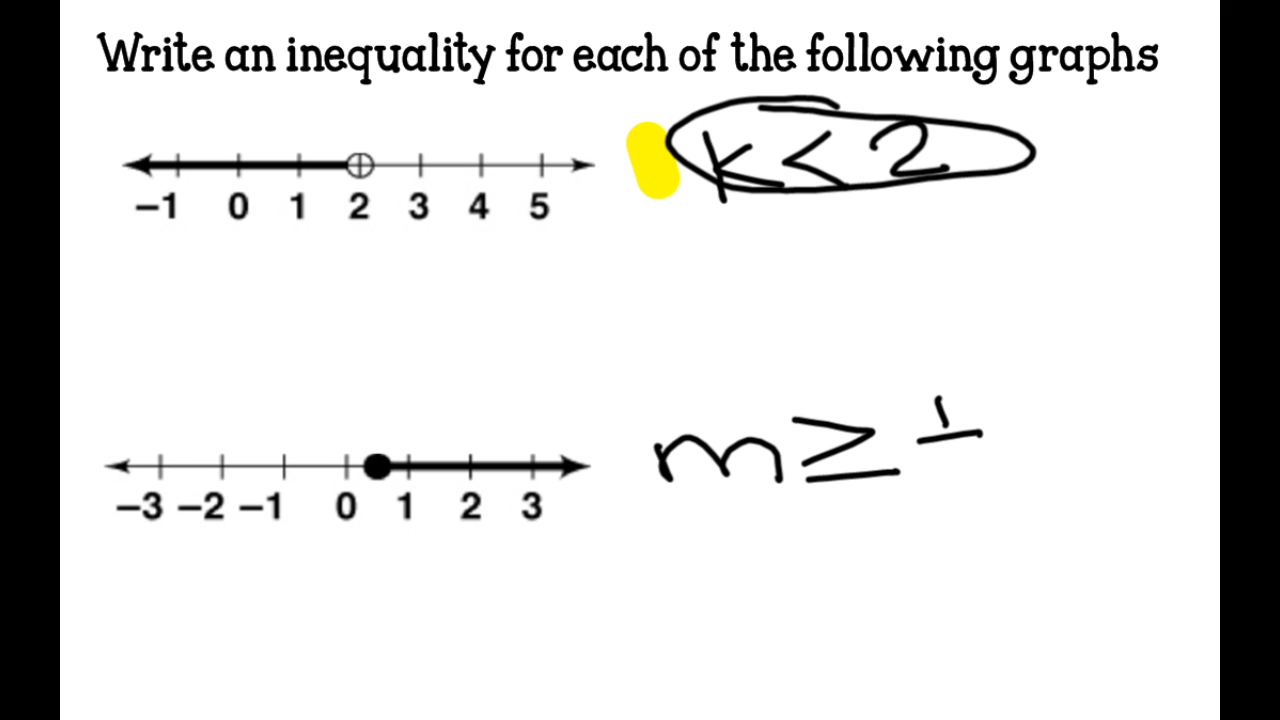 Write an inequality for each of the following graphs
k < 2
−1 0 1 2 3 4 5
m ≥ 1
−3 −2 −1 0 1 2 3